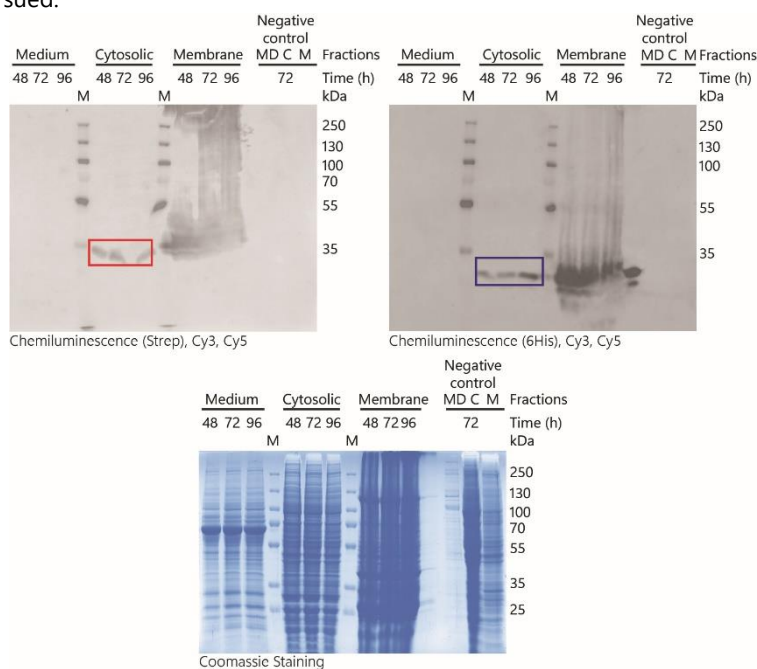 sued.
Negative
control
Medium Cytosolic Membrane MD C M Fractions
48 72 96 48 72 96 48 72 96 72 Time (h)
M M kDa
250
130
100
70
55
35
Chemiluminescence (Strep), Cy3, Cy5
Negative
control
Medium Cytosolic Membrane MD C M Fractions
48 72 96 48 72 96 48 72 96 72 Time (h)
M M kDa
250
130
100
55
35
Chemiluminescence (6His), Cy3, Cy5
Negative
control
Medium Cytosolic Membrane MD C M Fractions
48 72 96 48 72 96 48 72 96 72 Time (h)
M M kDa
250
130
100
70
55
35
25
Coomassie Staining